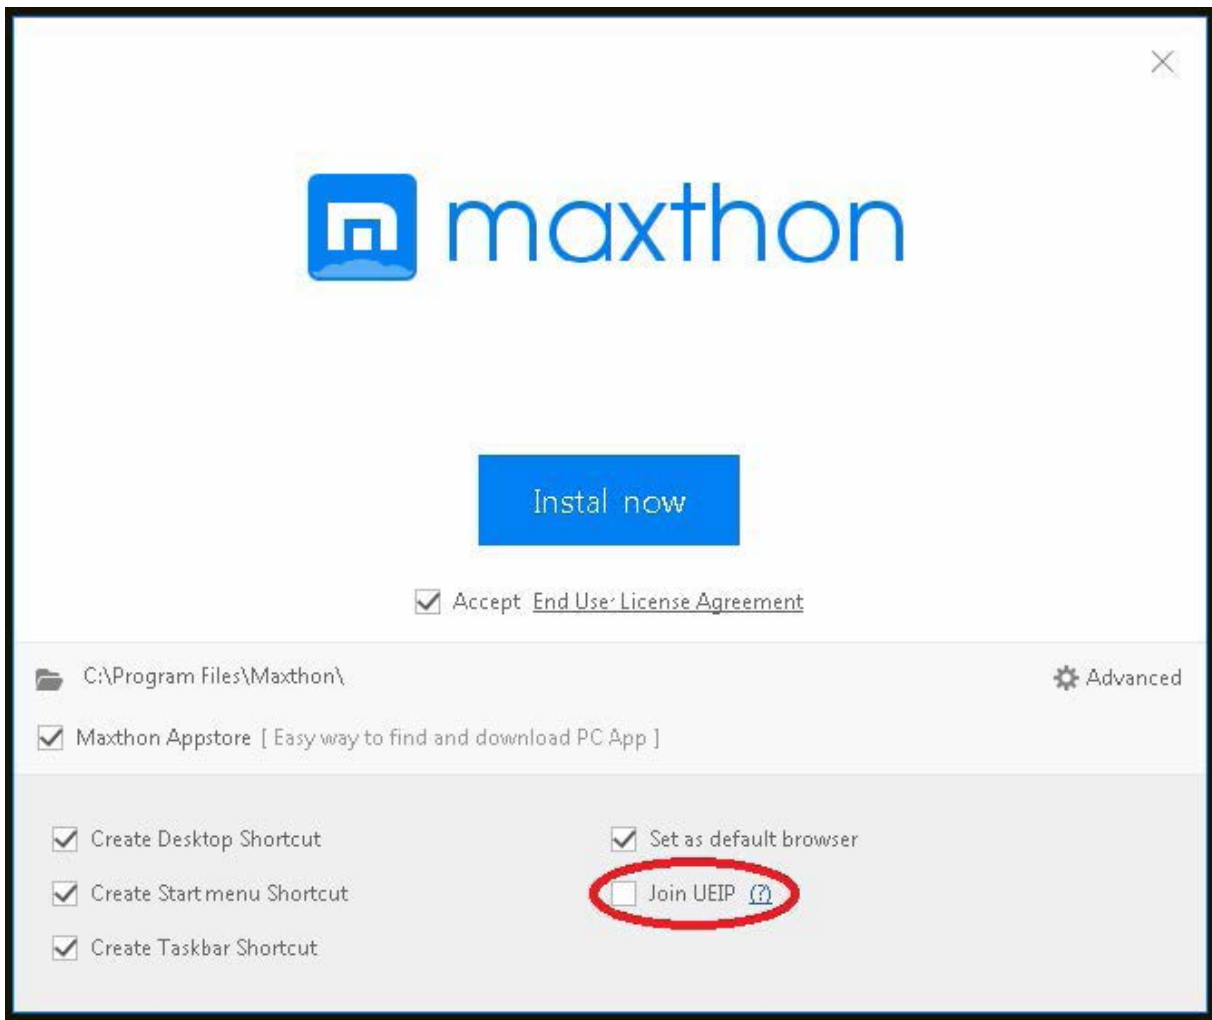 maxthon
Instal now
Accept End User License Agreement
C:\Program Files\Maxthon\
Advanced
Maxthon Appstore [ Easy way to find and download PC App ]
Create Desktop Shortcut
Set as default browser
Create Start menu Shortcut
Join UEIP (?)
Create Taskbar Shortcut